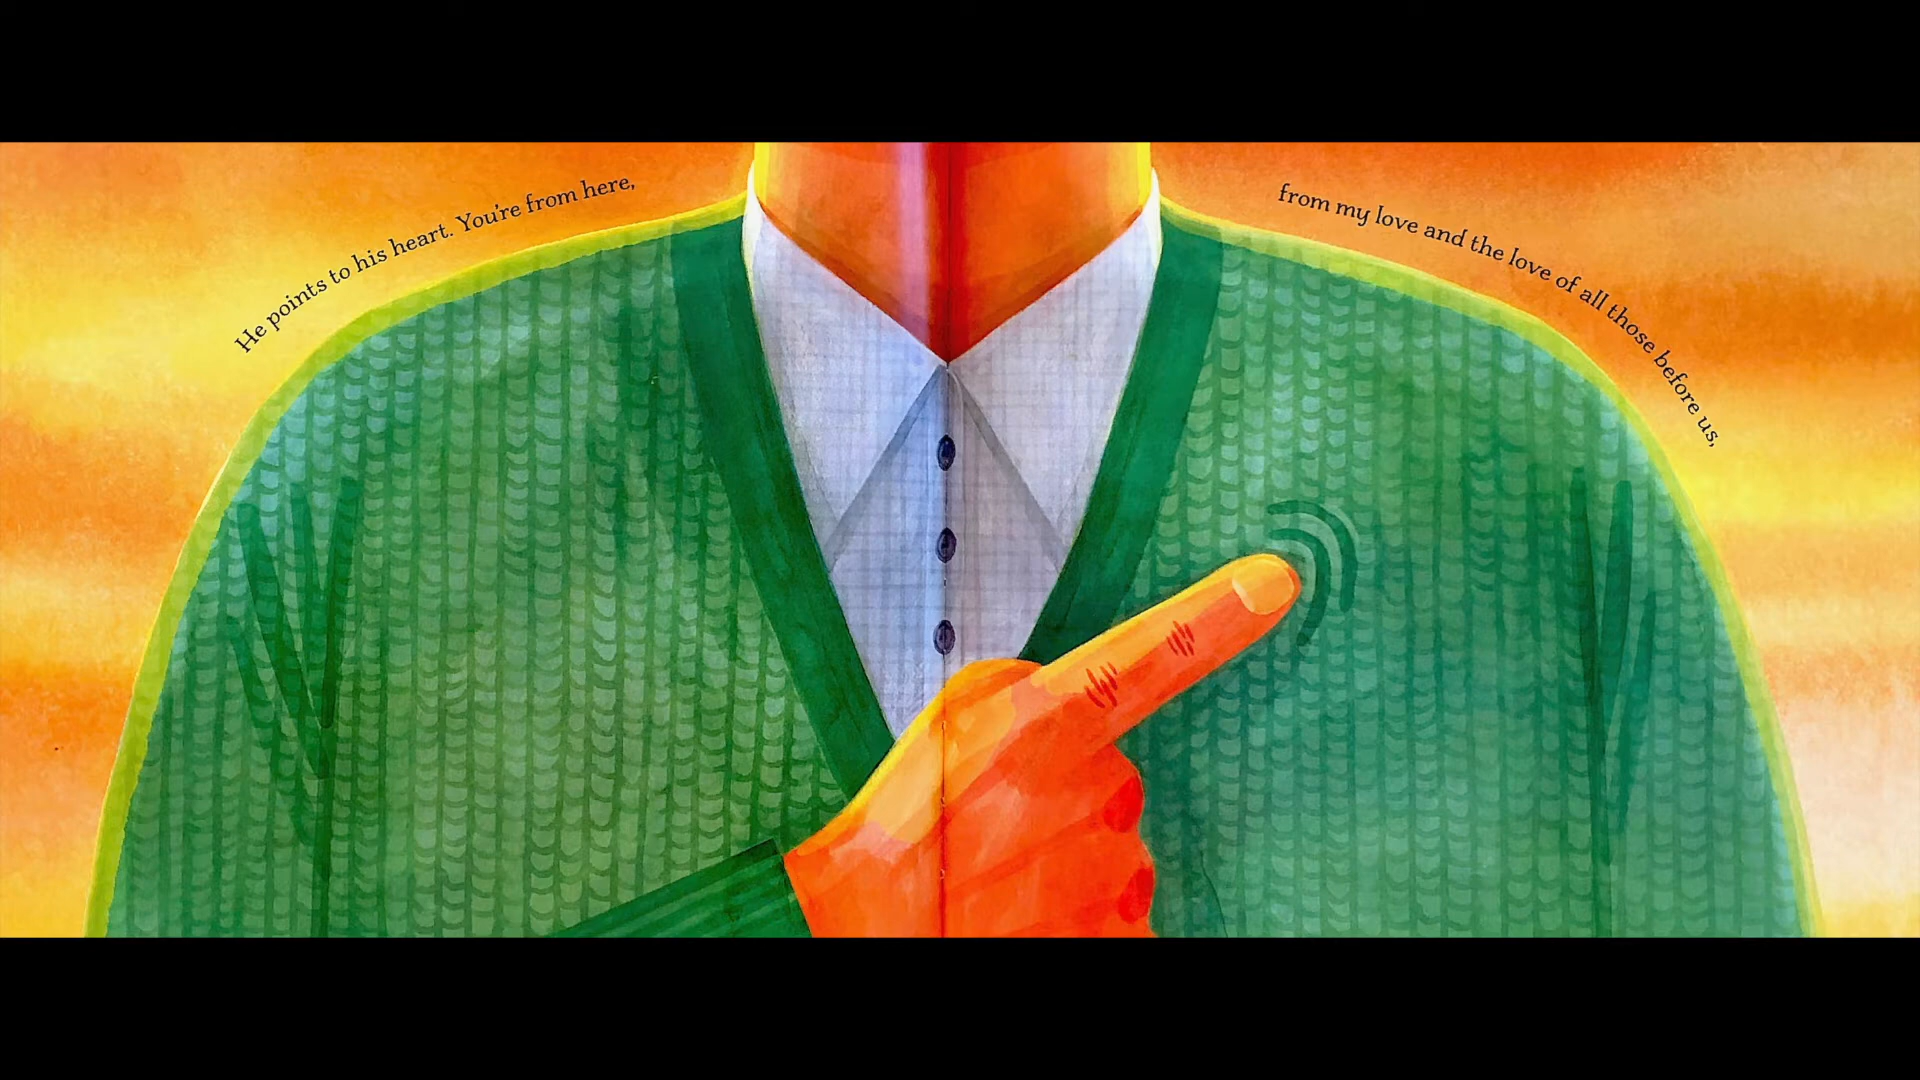 He points to his heart. You're from here,
from my love and the love of all those before us,